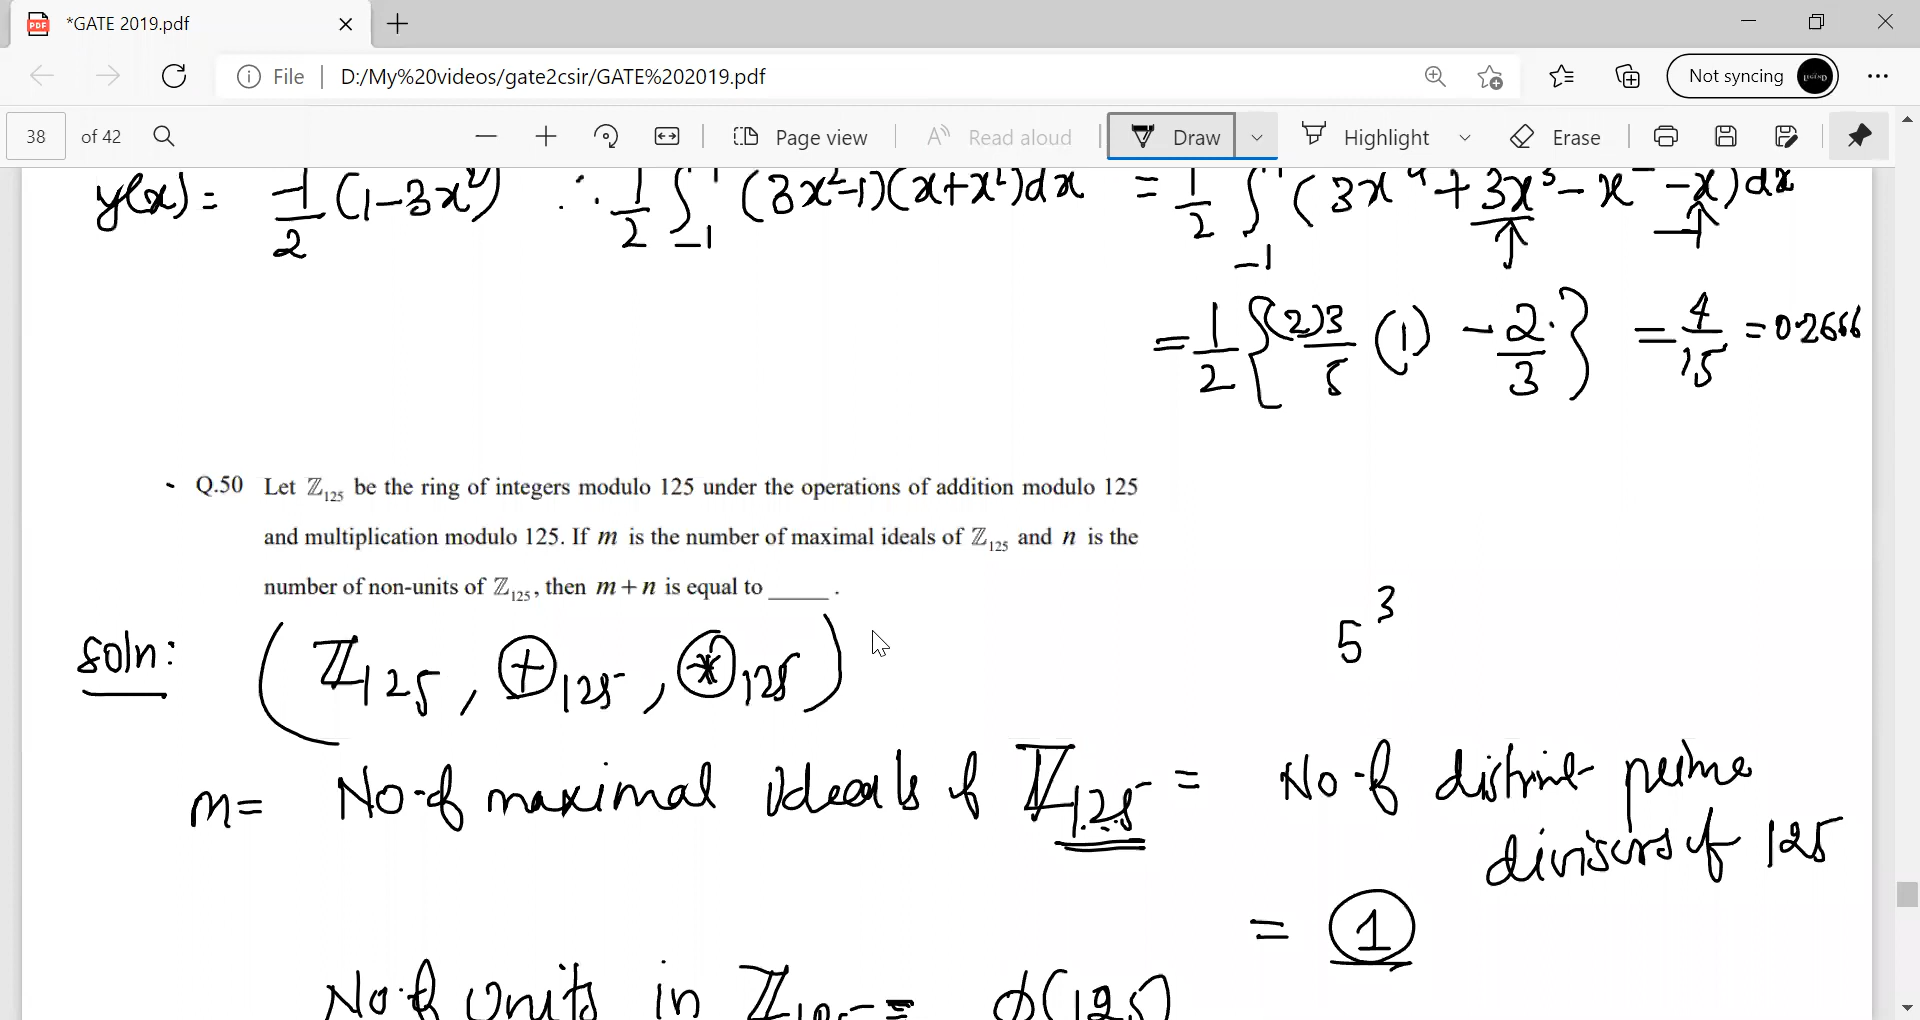 *GATE 2019.pdf
File D:/My%20videos/gate2csir/GATE%202019.pdf Not syncing
38 of 42 Page view Read aloud Draw Highlight Erase
y(x) = -1/2 (1-3x²) ∴ 1/2 ∫₋₁¹ (3x²-1)(x+x²)dx = 1/2 ∫₋₁¹ (3x⁴+3x³-x²-x)dx
= 1/2 {(2)3/5 (1) - 2/3} = 4/15 = 0.2666
Q.50 Let ℤ₁₂₅ be the ring of integers modulo 125 under the operations of addition modulo 125
and multiplication modulo 125. If m is the number of maximal ideals of ℤ₁₂₅ and n is the
number of non-units of ℤ₁₂₅, then m+n is equal to _____ .
5³
soln: (ℤ₁₂₅, ⊕₁₂₅, ⊛₁₂₅)
m= No of maximal ideals of ℤ₁₂₅ = No of distinct prime
divisors of 125
= 1
No of Units in ℤ₁₂₅ = φ(125)